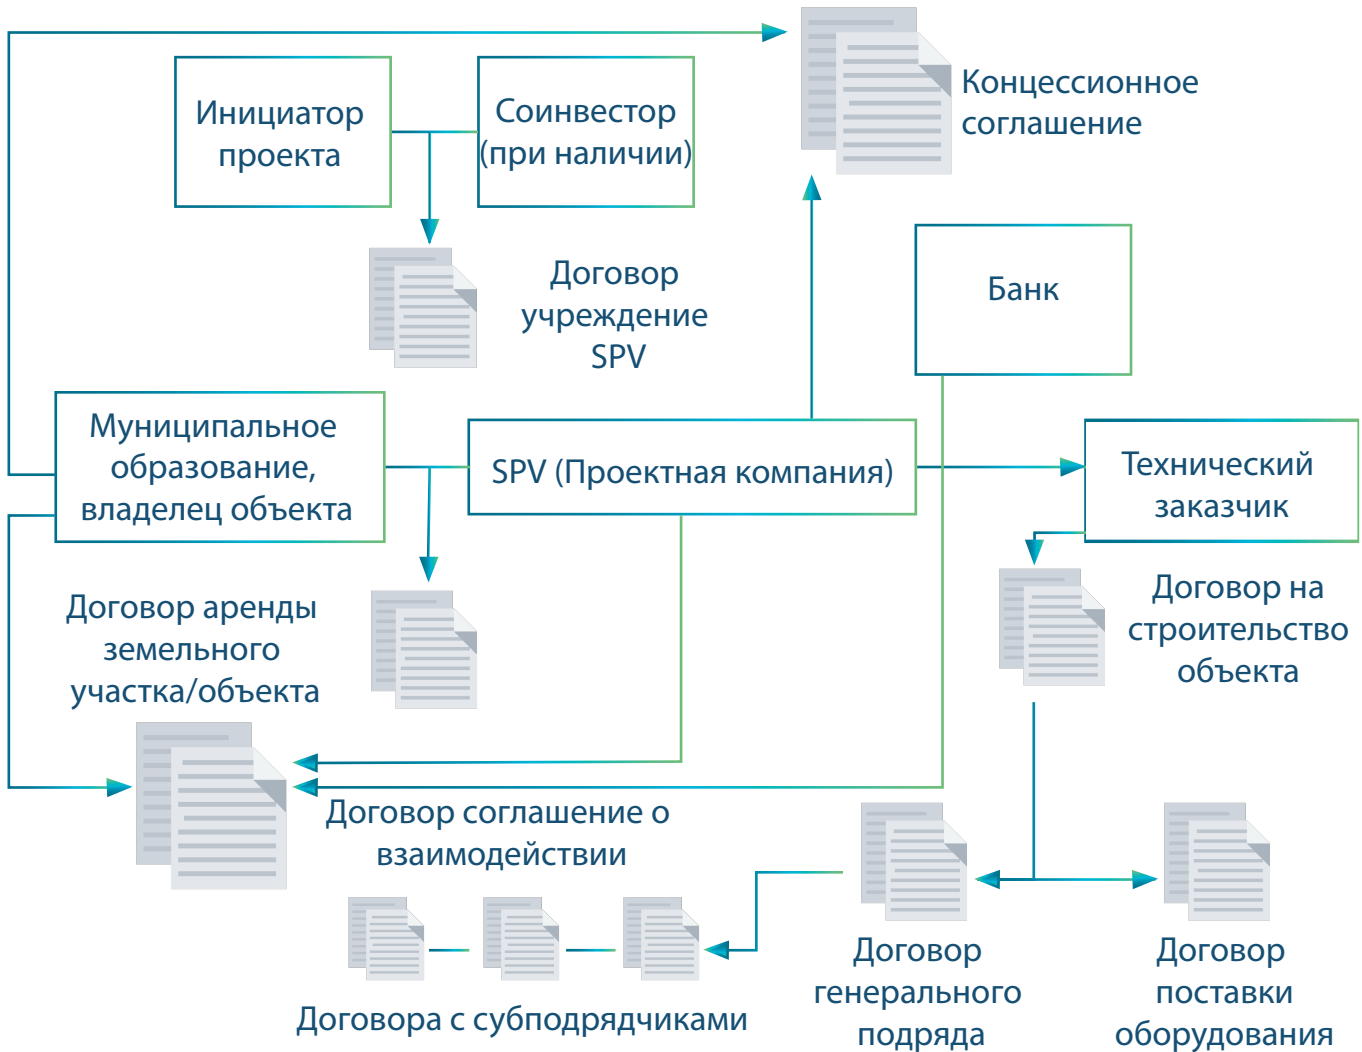 Концессионное
соглашение
Инициатор
проекта
Соинвестор
(при наличии)
Договор
учреждение
SPV
Банк
Муниципальное
образование,
владелец объекта
SPV (Проектная компания)
Технический
заказчик
Договор аренды
земельного
участка/объекта
Договор на
строительство
объекта
Договор соглашение о
взаимодействии
Договора с субподрядчиками
Договор
генерального
подряда
Договор
поставки
оборудования